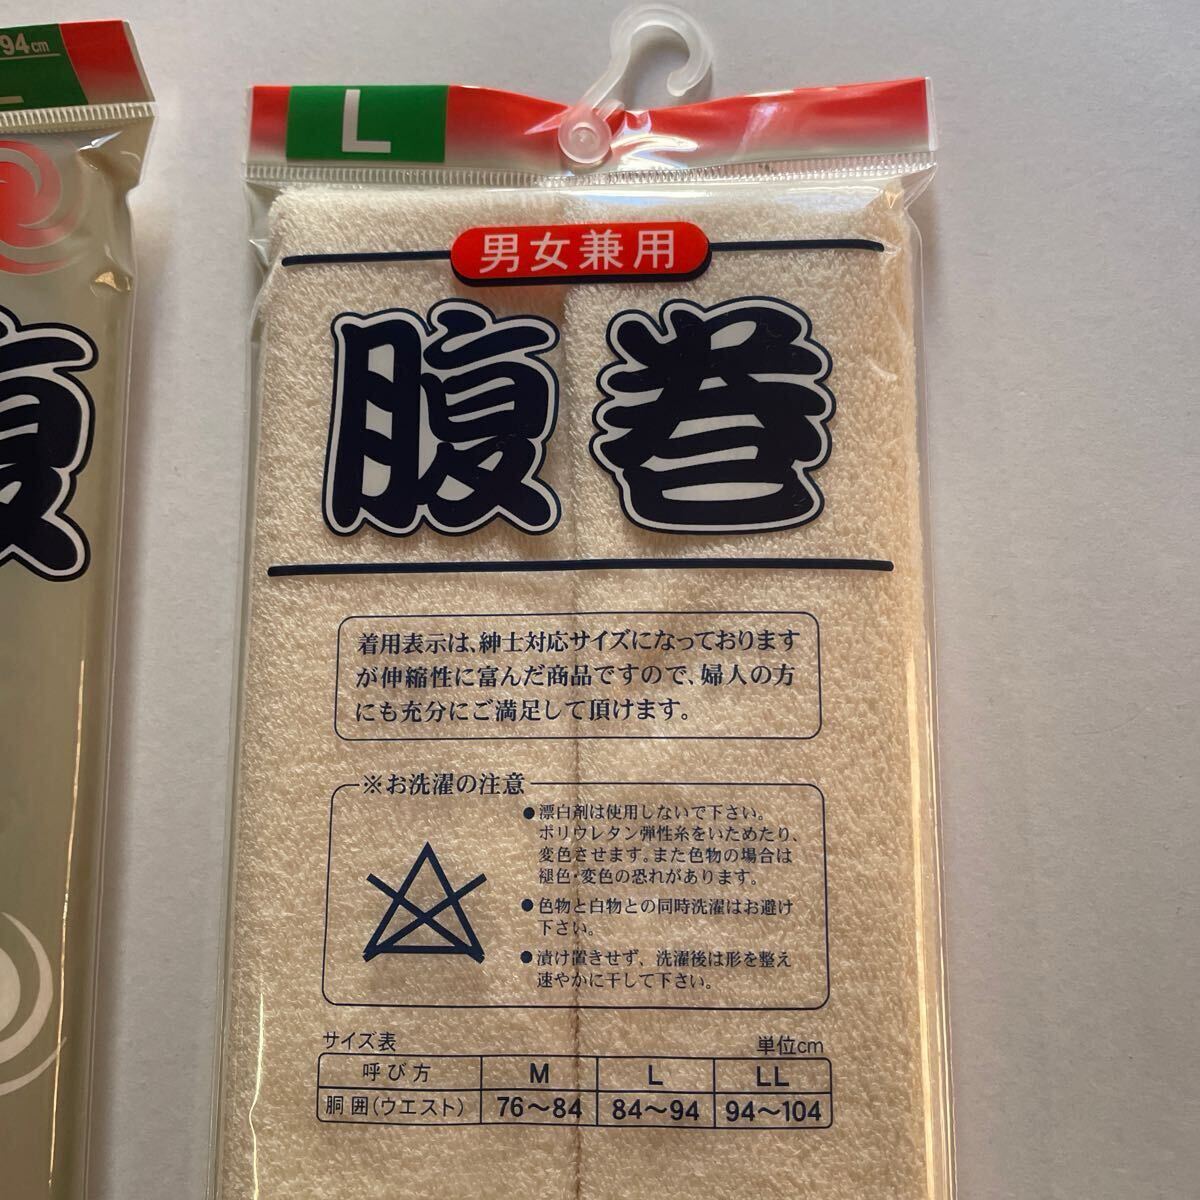 94cm
腹
L
男女兼用
腹巻
着用表示は、紳士対応サイズになっております
が伸縮性に富んだ商品ですので、婦人の方
にも充分にご満足して頂けます。
※お洗濯の注意
●漂白剤は使用しないで下さい。
ポリウレタン弾性糸をいためたり、
変色させます。また色物の場合は
褪色・変色の恐れがあります。
●色物と白物との同時洗濯はお避け
下さい。
●漬け置きせず、洗濯後は形を整え
速やかに干して下さい。
サイズ表 単位cm
呼び方 M L LL
胴囲(ウエスト) 76〜84 84〜94 94〜104